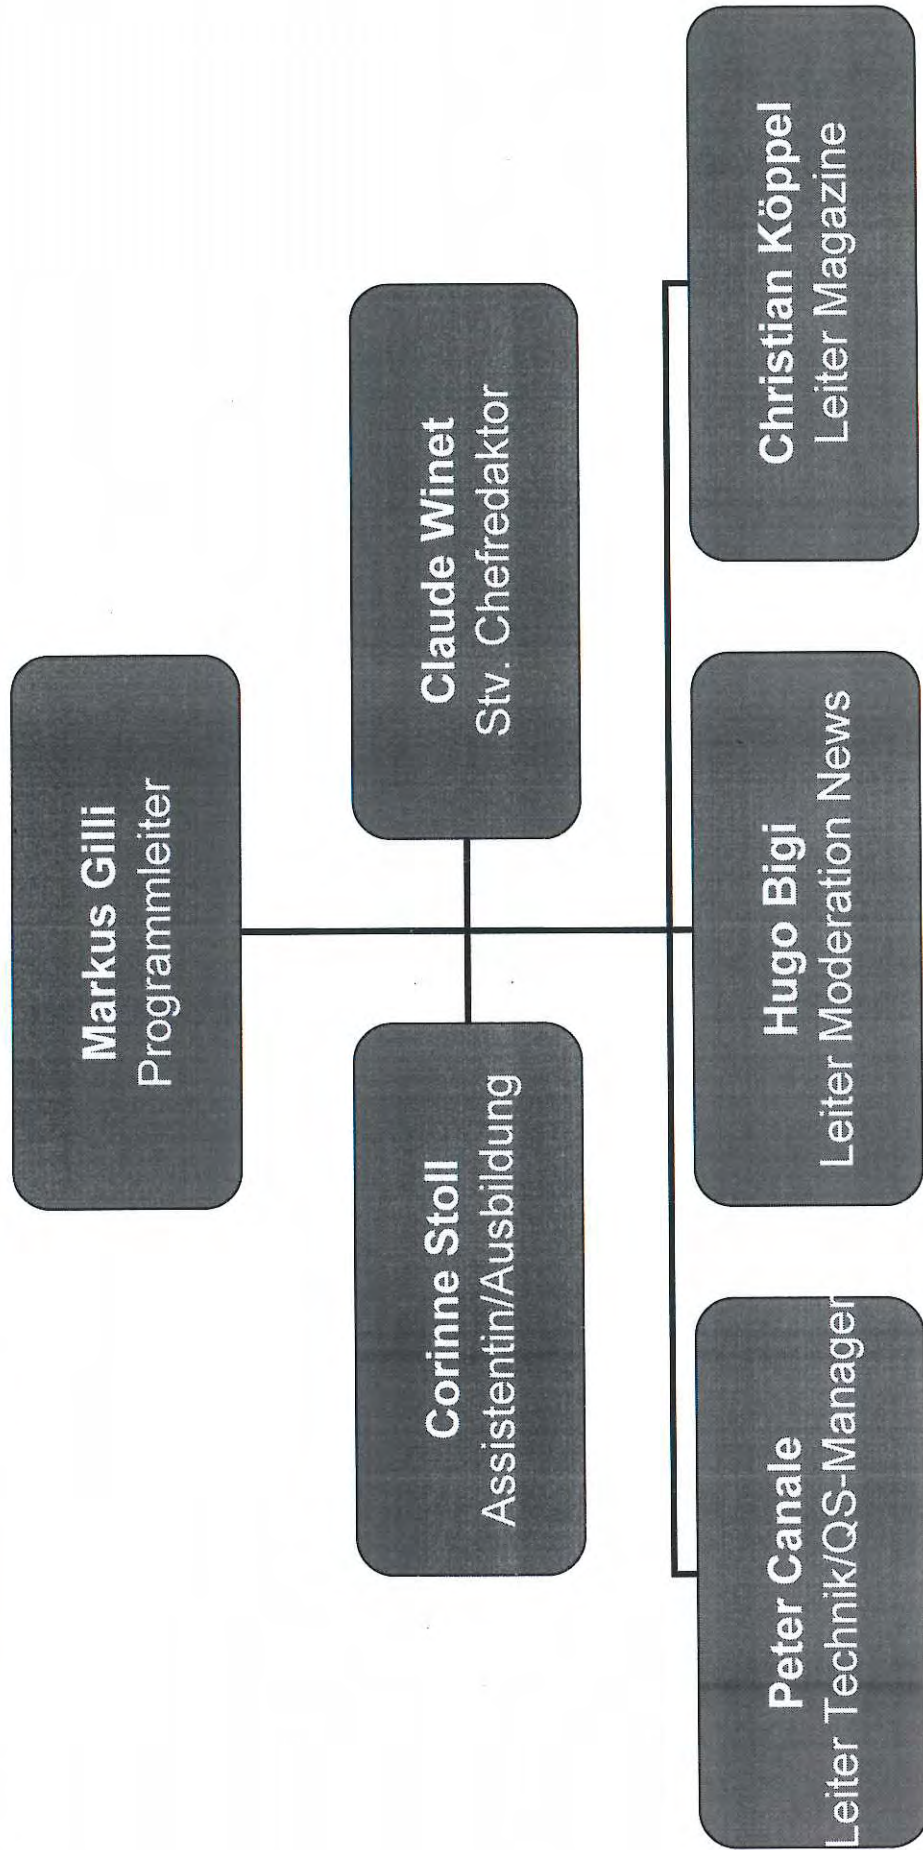 Markus Gilli
Programmleiter
Corinne Stoll
Assistentin/Ausbildung
Claude Winet
Stv. Chefredaktor
Peter Canale
Leiter Technik/QS-Manager
Hugo Bigi
Leiter Moderation News
Christian Köppel
Leiter Magazine